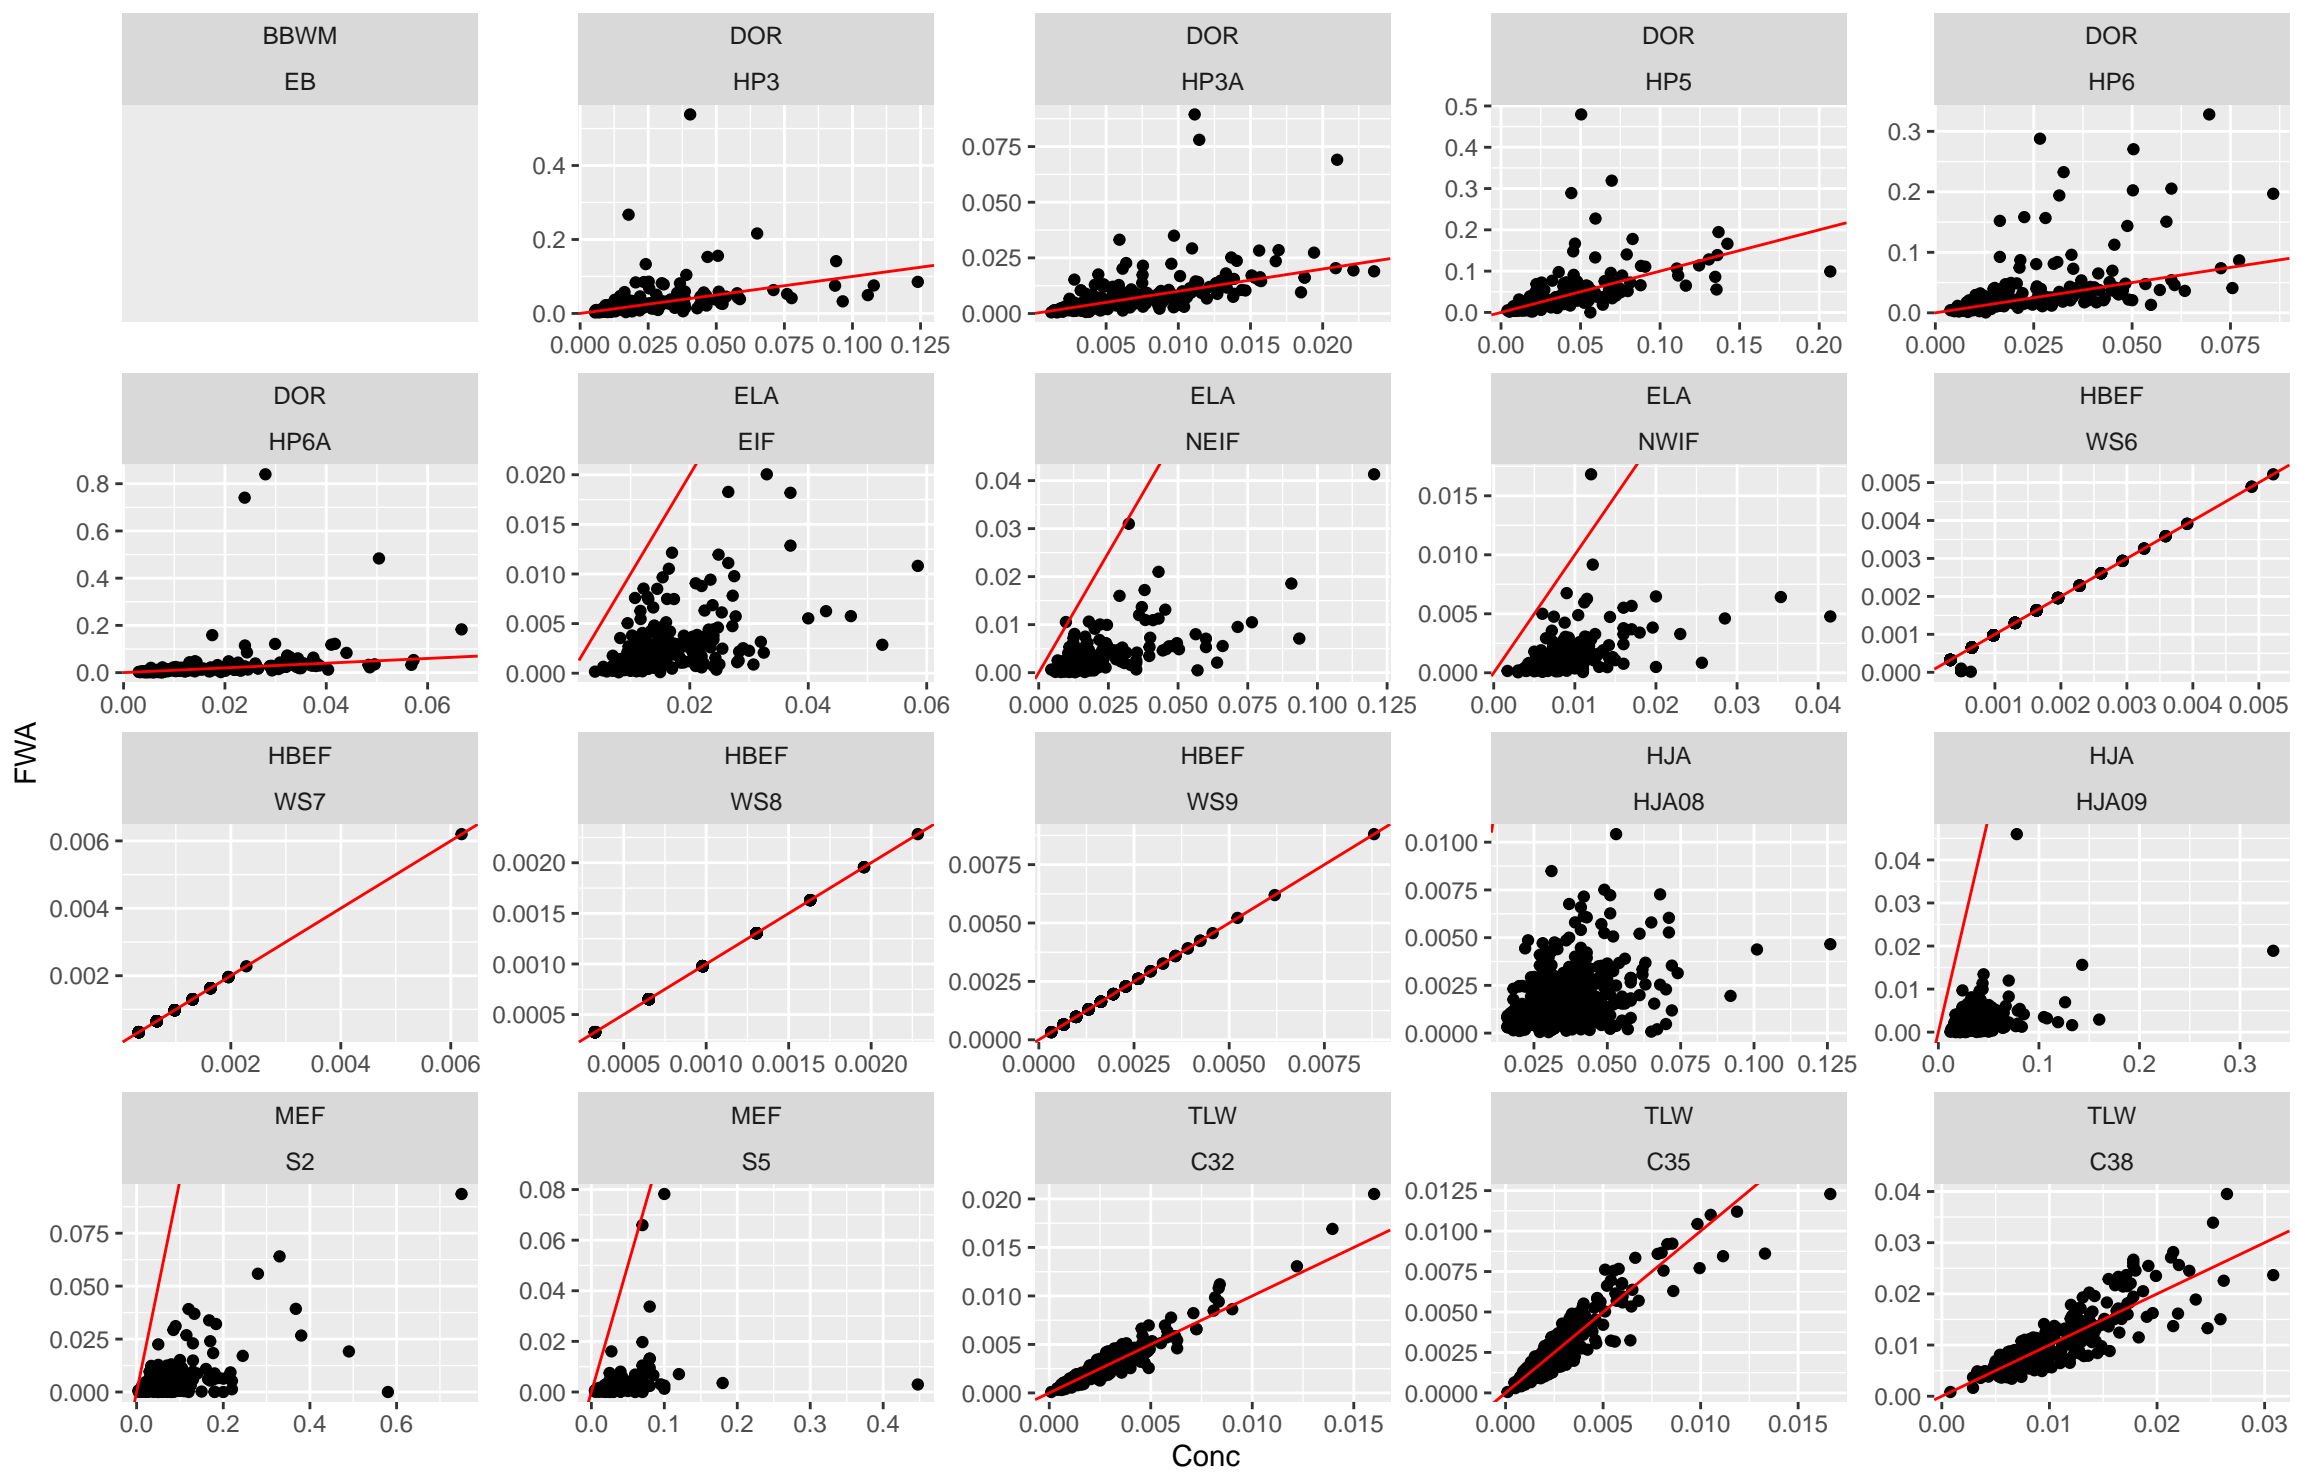 BBWM
EB
DOR
HP3
0.4
0.2
0.0
0.000 0.025 0.050 0.075 0.100 0.125
DOR
HP3A
0.075
0.050
0.025
0.000
0.005 0.010 0.015 0.020
DOR
HP5
0.5
0.4
0.3
0.2
0.1
0.0
0.00 0.05 0.10 0.15 0.20
DOR
HP6
0.3
0.2
0.1
0.0
0.000 0.025 0.050 0.075
DOR
HP6A
0.8
0.6
0.4
0.2
0.0
0.00 0.02 0.04 0.06
ELA
EIF
0.020
0.015
0.010
0.005
0.000
0.02 0.04 0.06
ELA
NEIF
0.04
0.03
0.02
0.01
0.00
0.000 0.025 0.050 0.075 0.100 0.125
ELA
NWIF
0.015
0.010
0.005
0.000
0.00 0.01 0.02 0.03 0.04
HBEF
WS6
0.005
0.004
0.003
0.002
0.001
0.000
0.001 0.002 0.003 0.004 0.005
FWA
HBEF
WS7
0.006
0.004
0.002
0.002 0.004 0.006
HBEF
WS8
0.0020
0.0015
0.0010
0.0005
0.0005 0.0010 0.0015 0.0020
HBEF
WS9
0.0075
0.0050
0.0025
0.0000
0.0000 0.0025 0.0050 0.0075
HJA
HJA08
0.0100
0.0075
0.0050
0.0025
0.0000
0.025 0.050 0.075 0.100 0.125
HJA
HJA09
0.04
0.03
0.02
0.01
0.00
0.0 0.1 0.2 0.3
MEF
S2
0.075
0.050
0.025
0.000
0.0 0.2 0.4 0.6
MEF
S5
0.08
0.06
0.04
0.02
0.00
0.0 0.1 0.2 0.3 0.4
TLW
C32
0.020
0.015
0.010
0.005
0.000
0.000 0.005 0.010 0.015
TLW
C35
0.0125
0.0100
0.0075
0.0050
0.0025
0.0000
0.000 0.005 0.010 0.015
TLW
C38
0.04
0.03
0.02
0.01
0.00
0.00 0.01 0.02 0.03
Conc